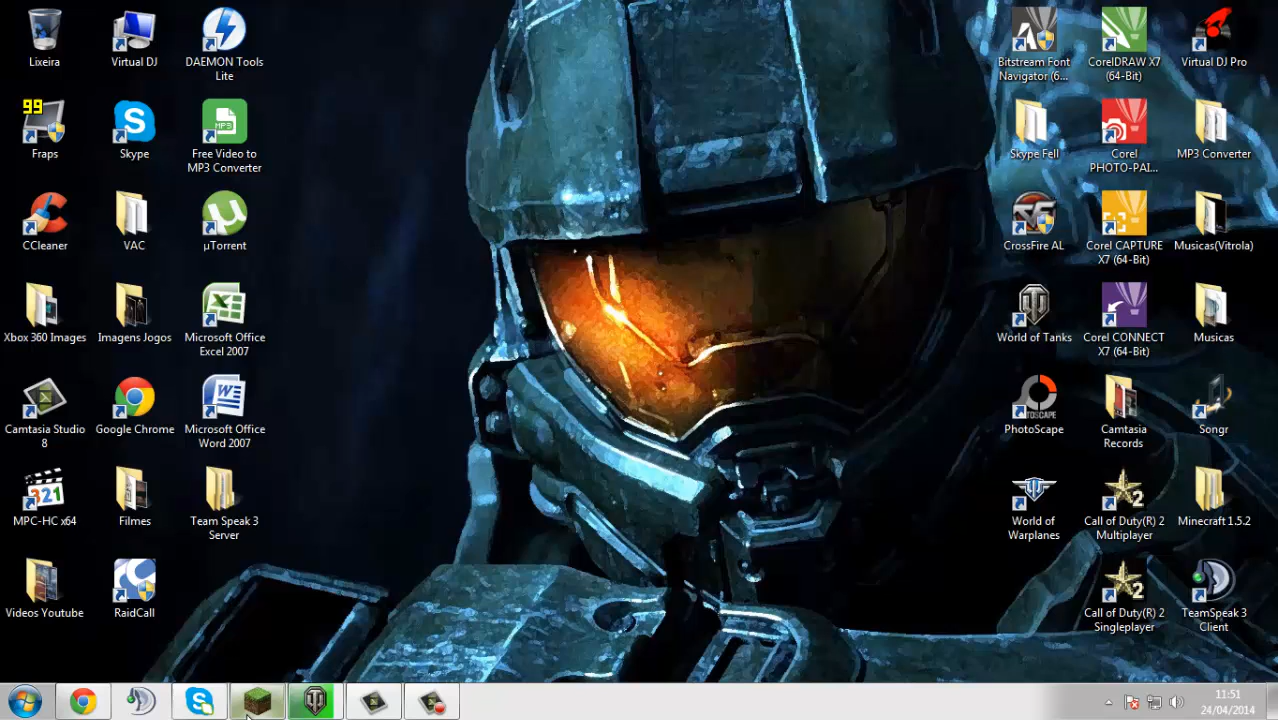 Lixeira
Virtual DJ
DAEMON Tools
Lite
Bitstream Font
Navigator (6...
CorelDRAW X7
(64-Bit)
Virtual DJ Pro
99
Fraps
Skype
MP3
Free Video to
MP3 Converter
Skype Fell
Corel
PHOTO-PAI...
MP3 Converter
CCleaner
VAC
µTorrent
CrossFire AL
Corel CAPTURE
X7 (64-Bit)
Musicas(Vitrola)
Xbox 360 Images
Imagens Jogos
Microsoft Office
Excel 2007
World of Tanks
Corel CONNECT
X7 (64-Bit)
Musicas
Camtasia Studio
8
Google Chrome
Microsoft Office
Word 2007
PhotoScape
Camtasia
Records
Songr
321
MPC-HC x64
Filmes
Team Speak 3
Server
World of
Warplanes
Call of Duty(R) 2
Multiplayer
Minecraft 1.5.2
Videos Youtube
RaidCall
Call of Duty(R) 2
Singleplayer
TeamSpeak 3
Client
11:51
24/04/2014